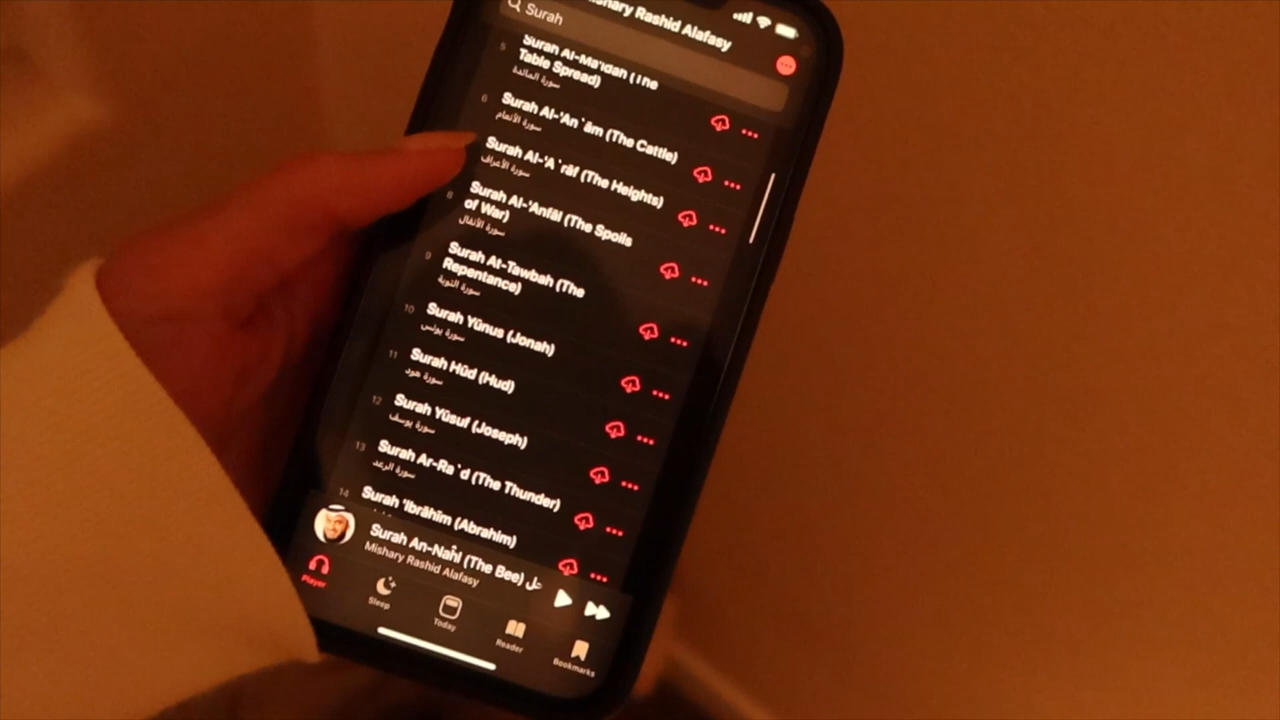 Mishary Rashid Alafasy
Surah
5
Surah Al-Ma'idah (The
Table Spread)
سورة المائدة
6
Surah Al-'An`ām (The Cattle)
سورة الأنعام
Surah Al-'A`rāf (The Heights)
سورة الأعراف
8
Surah Al-'Anfāl (The Spoils
of War)
سورة الأنفال
9
Surah At-Tawbah (The
Repentance)
سورة التوبة
10
Surah Yūnus (Jonah)
سورة يونس
11
Surah Hūd (Hud)
سورة هود
12
Surah Yūsuf (Joseph)
سورة يوسف
13
Surah Ar-Ra`d (The Thunder)
سورة الرعد
14
Surah 'Ibrāhīm (Abrahim)
Surah An-Naĥl (The Bee)
Mishary Rashid Alafasy
Player
Sleep
Today
Reader
Bookmarks